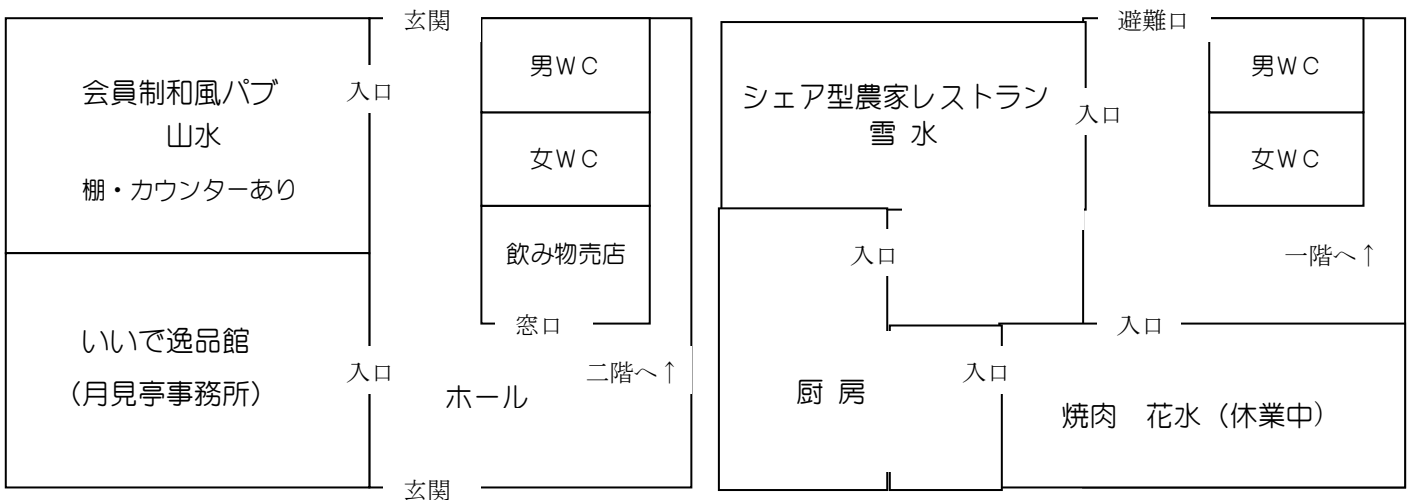 玄関
会員制和風パブ
山水
棚・カウンターあり
入口
男WC
女WC
飲み物売店
窓口
いいで逸品館
(月見亭事務所)
入口
ホール
二階へ↑
玄関
避難口
シェア型農家レストラン
雪 水
入口
男WC
女WC
入口
一階へ↑
入口
厨 房
入口
焼肉 花水(休業中)